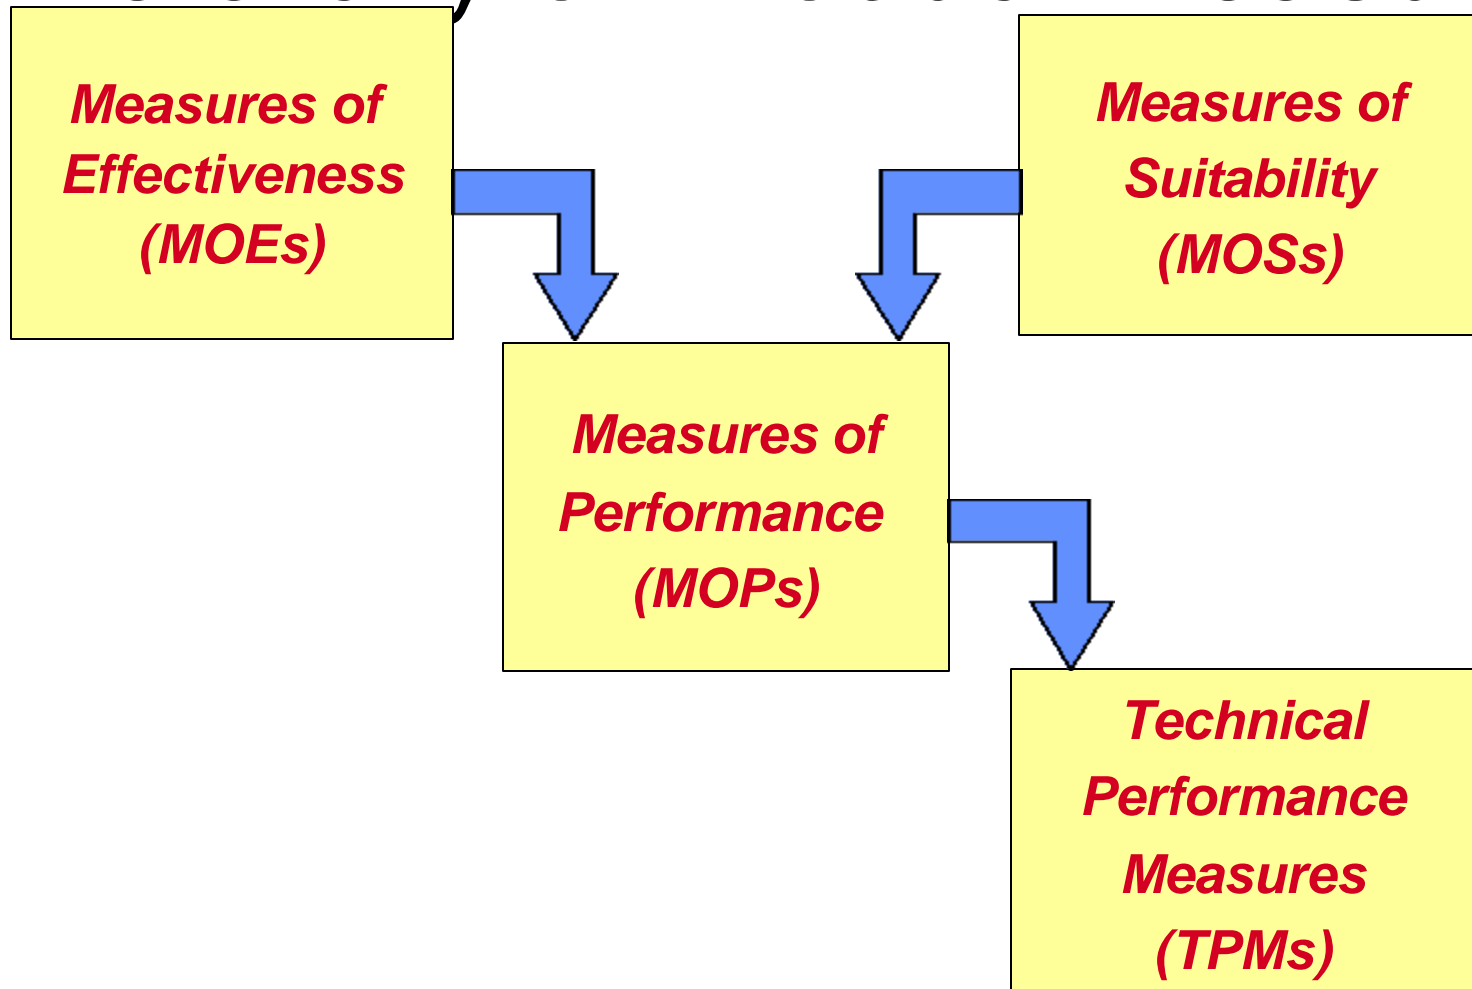 Measures of
Effectiveness
(MOEs)
Measures of
Suitability
(MOSs)
Measures of
Performance
(MOPs)
Technical
Performance
Measures
(TPMs)